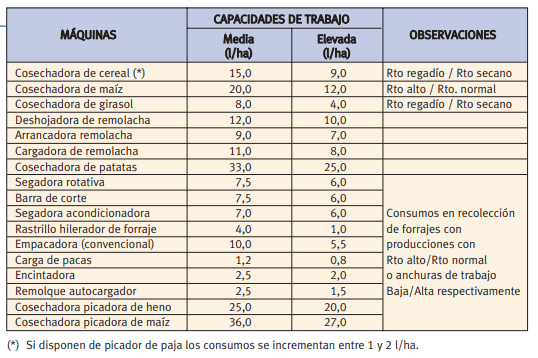 MÁQUINAS CAPACIDADES DE TRABAJO OBSERVACIONES
Media (l/ha) Elevada (l/ha)
Cosechadora de cereal (*) 15,0 9,0 Rto regadío / Rto secano
Cosechadora de maíz 20,0 12,0 Rto alto / Rto. normal
Cosechadora de girasol 8,0 4,0 Rto regadío / Rto secano
Deshojadora de remolacha 12,0 10,0
Arrancadora remolacha 9,0 7,0
Cargadora de remolacha 11,0 8,0
Cosechadora de patatas 33,0 25,0
Segadora rotativa 7,5 6,0
Barra de corte 7,5 6,0
Segadora acondicionadora 7,0 6,0 Consumos en recolección
Rastrillo hilerador de forraje 4,0 1,0 de forrajes con
Empacadora (convencional) 10,0 5,5 producciones con
Carga de pacas 1,2 0,8 Rto alto/Rto normal
Encintadora 2,5 2,0 o anchuras de trabajo
Remolque autocargador 2,5 1,5 Baja/Alta respectivamente
Cosechadora picadora de heno 25,0 20,0
Cosechadora picadora de maíz 36,0 27,0
(*) Si disponen de picador de paja los consumos se incrementan entre 1 y 2 l/ha.